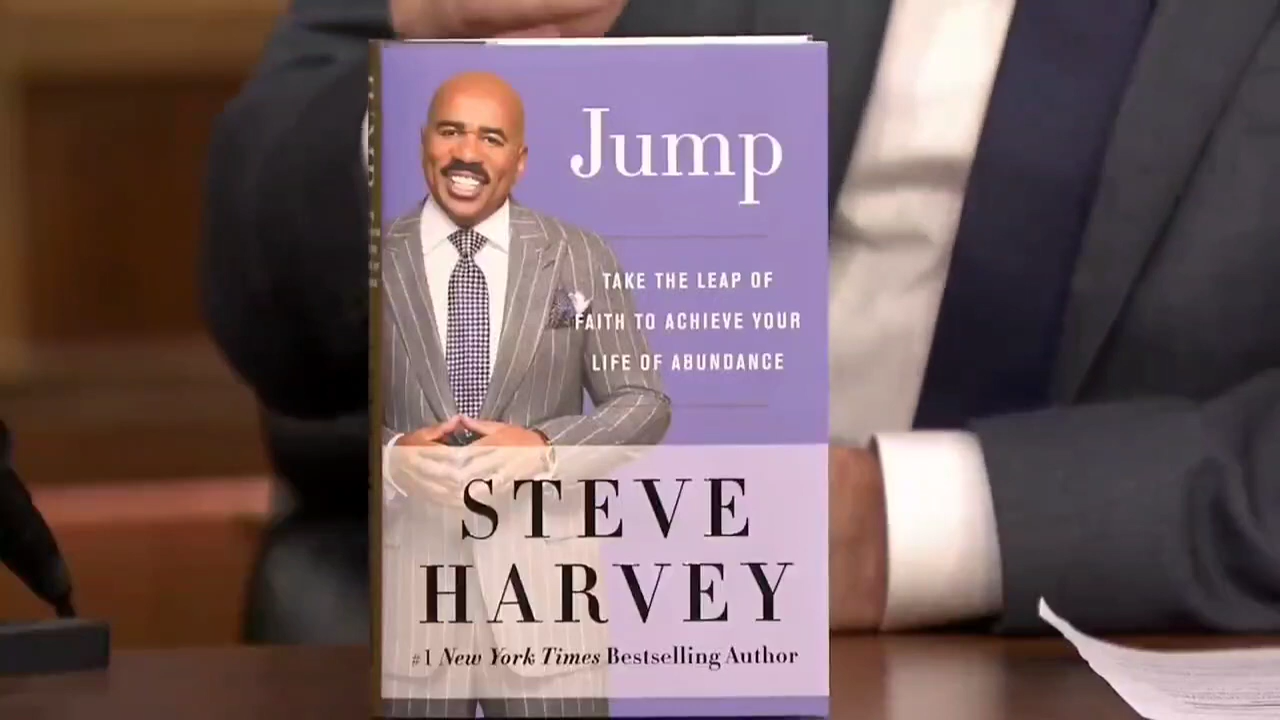 Jump
TAKE THE LEAP OF
FAITH TO ACHIEVE YOUR
LIFE OF ABUNDANCE
STEVE
HARVEY
#1 New York Times Bestselling Author